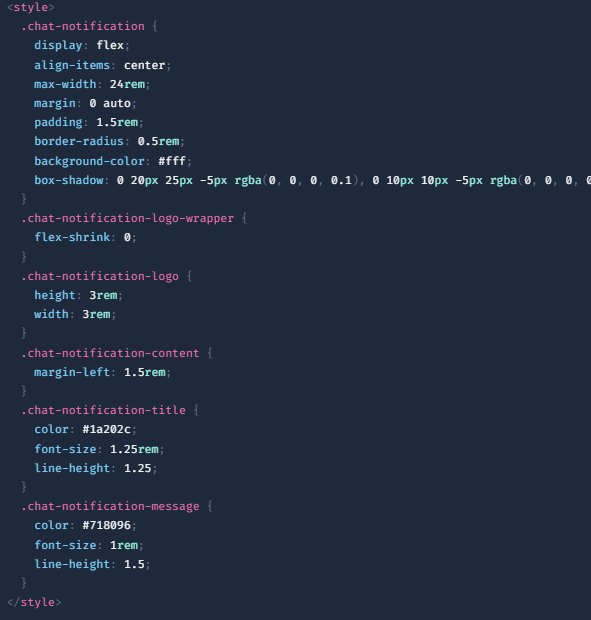 <style>
.chat-notification {
display: flex;
align-items: center;
max-width: 24rem;
margin: 0 auto;
padding: 1.5rem;
border-radius: 0.5rem;
background-color: #fff;
box-shadow: 0 20px 25px -5px rgba(0, 0, 0, 0.1), 0 10px 10px -5px rgba(0, 0, 0, 0
}
.chat-notification-logo-wrapper {
flex-shrink: 0;
}
.chat-notification-logo {
height: 3rem;
width: 3rem;
}
.chat-notification-content {
margin-left: 1.5rem;
}
.chat-notification-title {
color: #1a202c;
font-size: 1.25rem;
line-height: 1.25;
}
.chat-notification-message {
color: #718096;
font-size: 1rem;
line-height: 1.5;
}
</style>